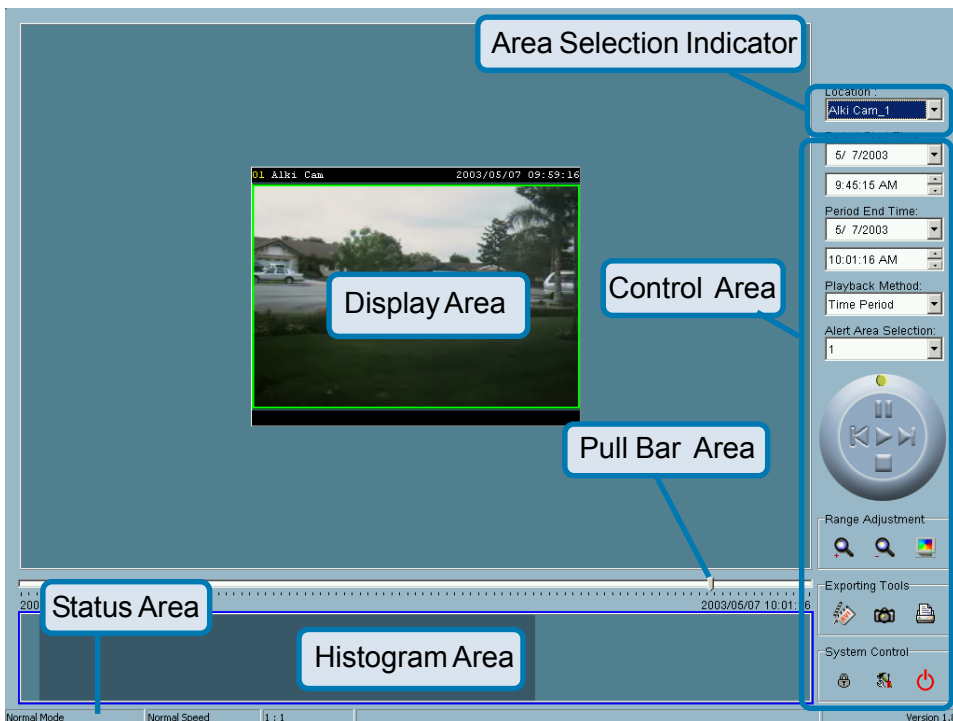 Area Selection Indicator
Location :
Alki Cam_1
5/ 7/2003
9:45:15 AM
Period End Time:
5/ 7/2003
10:01:16 AM
Playback Method:
Time Period
Alert Area Selection:
1
01 Alki Cam 2003/05/07 09:59:16
Display Area
Control Area
Pull Bar Area
Range Adjustment
Exporting Tools
System Control
2003/05/07 10:01:
Status Area
Histogram Area
Normal Mode
Normal Speed
1 : 1
Version